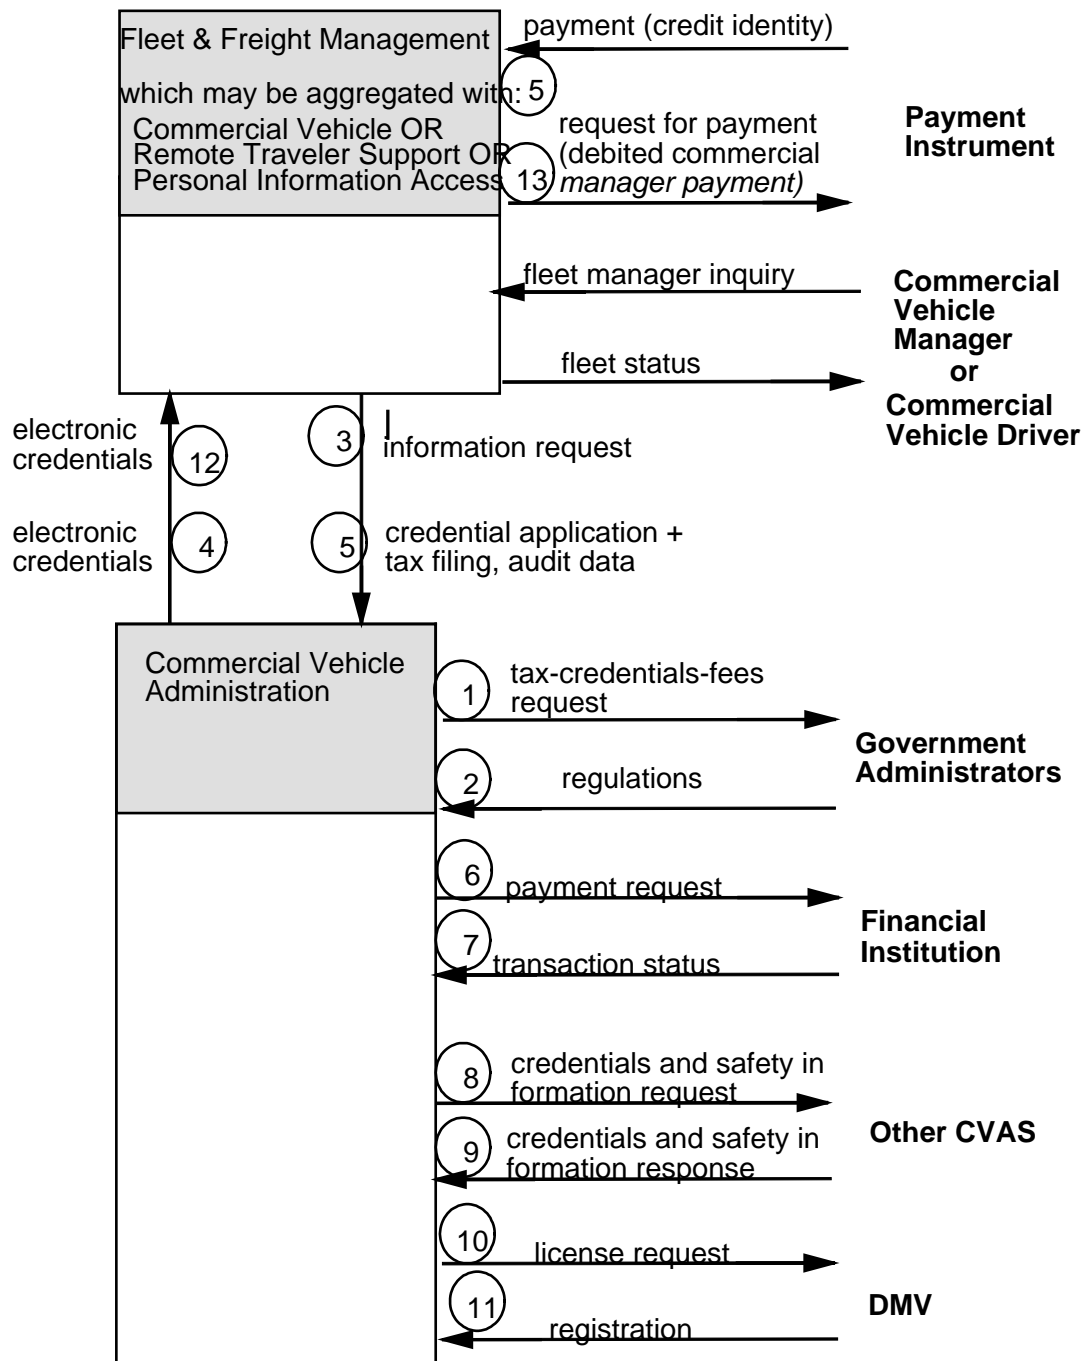 Fleet & Freight Management
which may be aggregated with:
Commercial Vehicle OR
Remote Traveler Support OR
Personal Information Access
payment (credit identity)
5
request for payment
(debited commercial
manager payment)
13
Payment
Instrument
fleet manager inquiry
fleet status
Commercial
Vehicle
Manager
or
Commercial
Vehicle Driver
electronic
credentials
12
3
information request
electronic
credentials
4
5
credential application +
tax filing, audit data
Commercial Vehicle
Administration
1
tax-credentials-fees
request
2
regulations
Government
Administrators
6
payment request
7
transaction status
Financial
Institution
8
credentials and safety in
formation request
9
credentials and safety in
formation response
Other CVAS
10
license request
11
registration
DMV